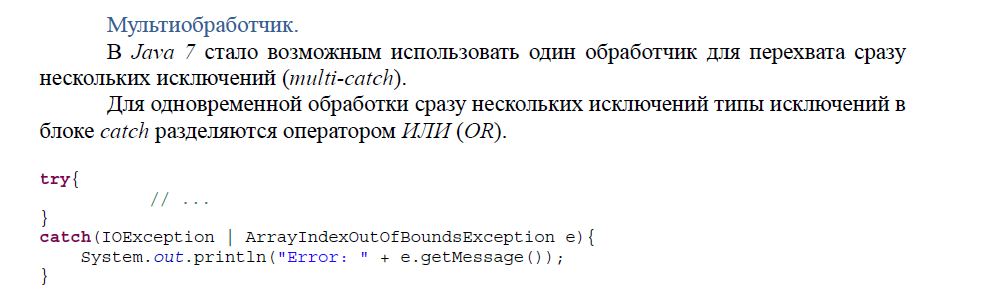 Мультиобработчик.
В Java 7 стало возможным использовать один обработчик для перехвата сразу
нескольких исключений (multi-catch).
Для одновременной обработки сразу нескольких исключений типы исключений в
блоке catch разделяются оператором ИЛИ (OR).
try{
// ...
}
catch(IOException | ArrayIndexOutOfBoundsException e){
System.out.println("Error: " + e.getMessage());
}